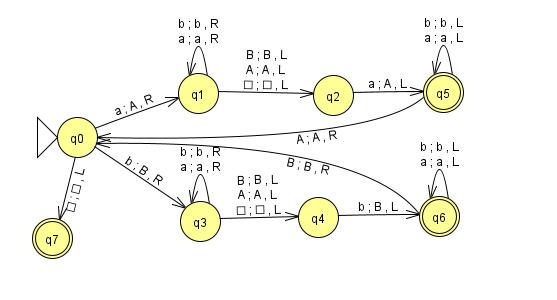 b ; b , R
a ; a , R
B ; B , L
A ; A , L
□ ; □ , L
b ; b , L
a ; a , L
q1
q2
a ; A , L
q5
a ; A , R
q0
A ; A , R
b ; B , R
b ; b , R
a ; a , R
B ; B , R
b ; b , L
a ; a , L
□ ; □ , L
B ; B , L
A ; A , L
□ ; □ , L
q3
q4
b ; B , L
q6
q7